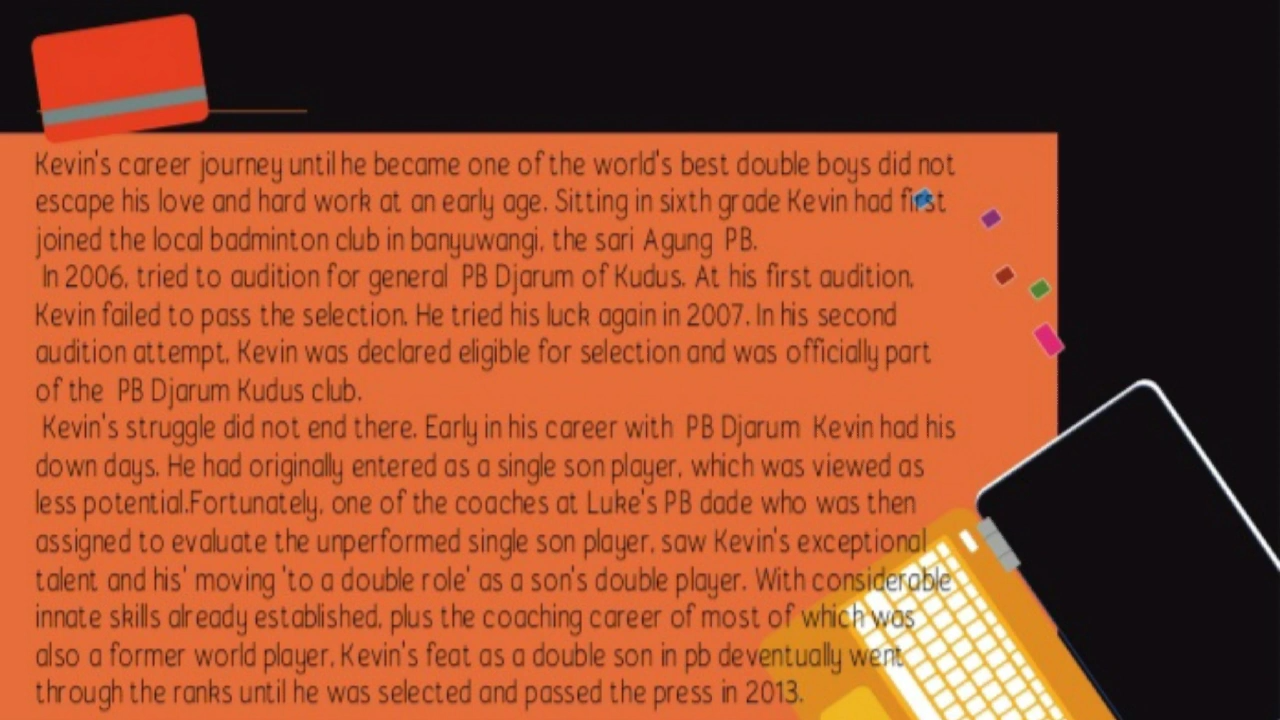 Kevin's career journey until he became one of the world's best double boys did not
escape his love and hard work at an early age. Sitting in sixth grade Kevin had first
joined the local badminton club in banyuwangi, the sari Agung PB.
In 2006, tried to audition for general PB Djarum of Kudus. At his first audition,
Kevin failed to pass the selection. He tried his luck again in 2007. In his second
audition attempt, Kevin was declared eligible for selection and was officially part
of the PB Djarum Kudus club.
Kevin's struggle did not end there. Early in his career with PB Djarum Kevin had his
down days. He had originally entered as a single son player, which was viewed as
less potential.Fortunately, one of the coaches at Luke's PB dade who was then
assigned to evaluate the unperformed single son player, saw Kevin's exceptional
talent and his' moving 'to a double role' as a son's double player. With considerable
innate skills already established, plus the coaching career of most of which was
also a former world player, Kevin's feat as a double son in pb deventually went
through the ranks until he was selected and passed the press in 2013.